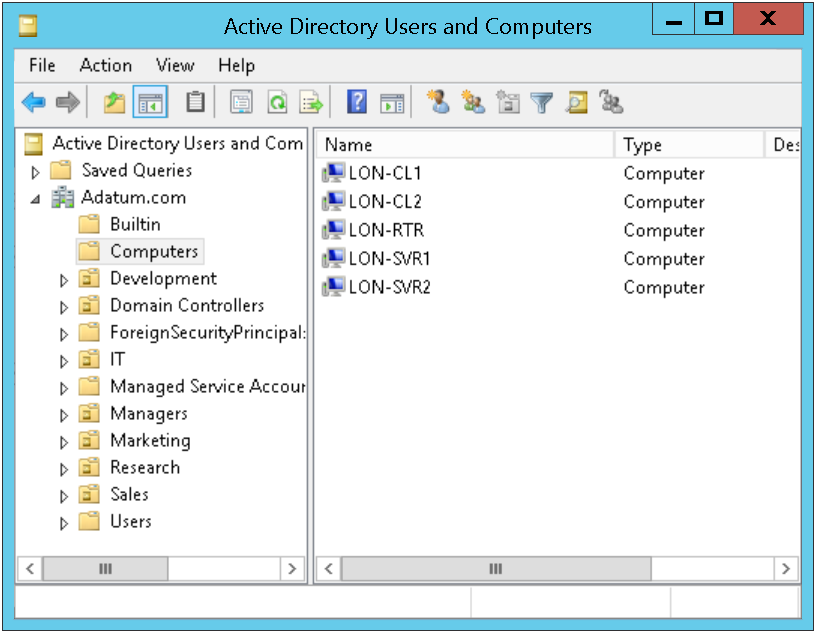 Active Directory Users and Computers
File Action View Help
Active Directory Users and Com
Saved Queries
Adatum.com
Builtin
Computers
Development
Domain Controllers
ForeignSecurityPrincipal:
IT
Managed Service Accour
Managers
Marketing
Research
Sales
Users
Name Type Des
LON-CL1 Computer
LON-CL2 Computer
LON-RTR Computer
LON-SVR1 Computer
LON-SVR2 Computer